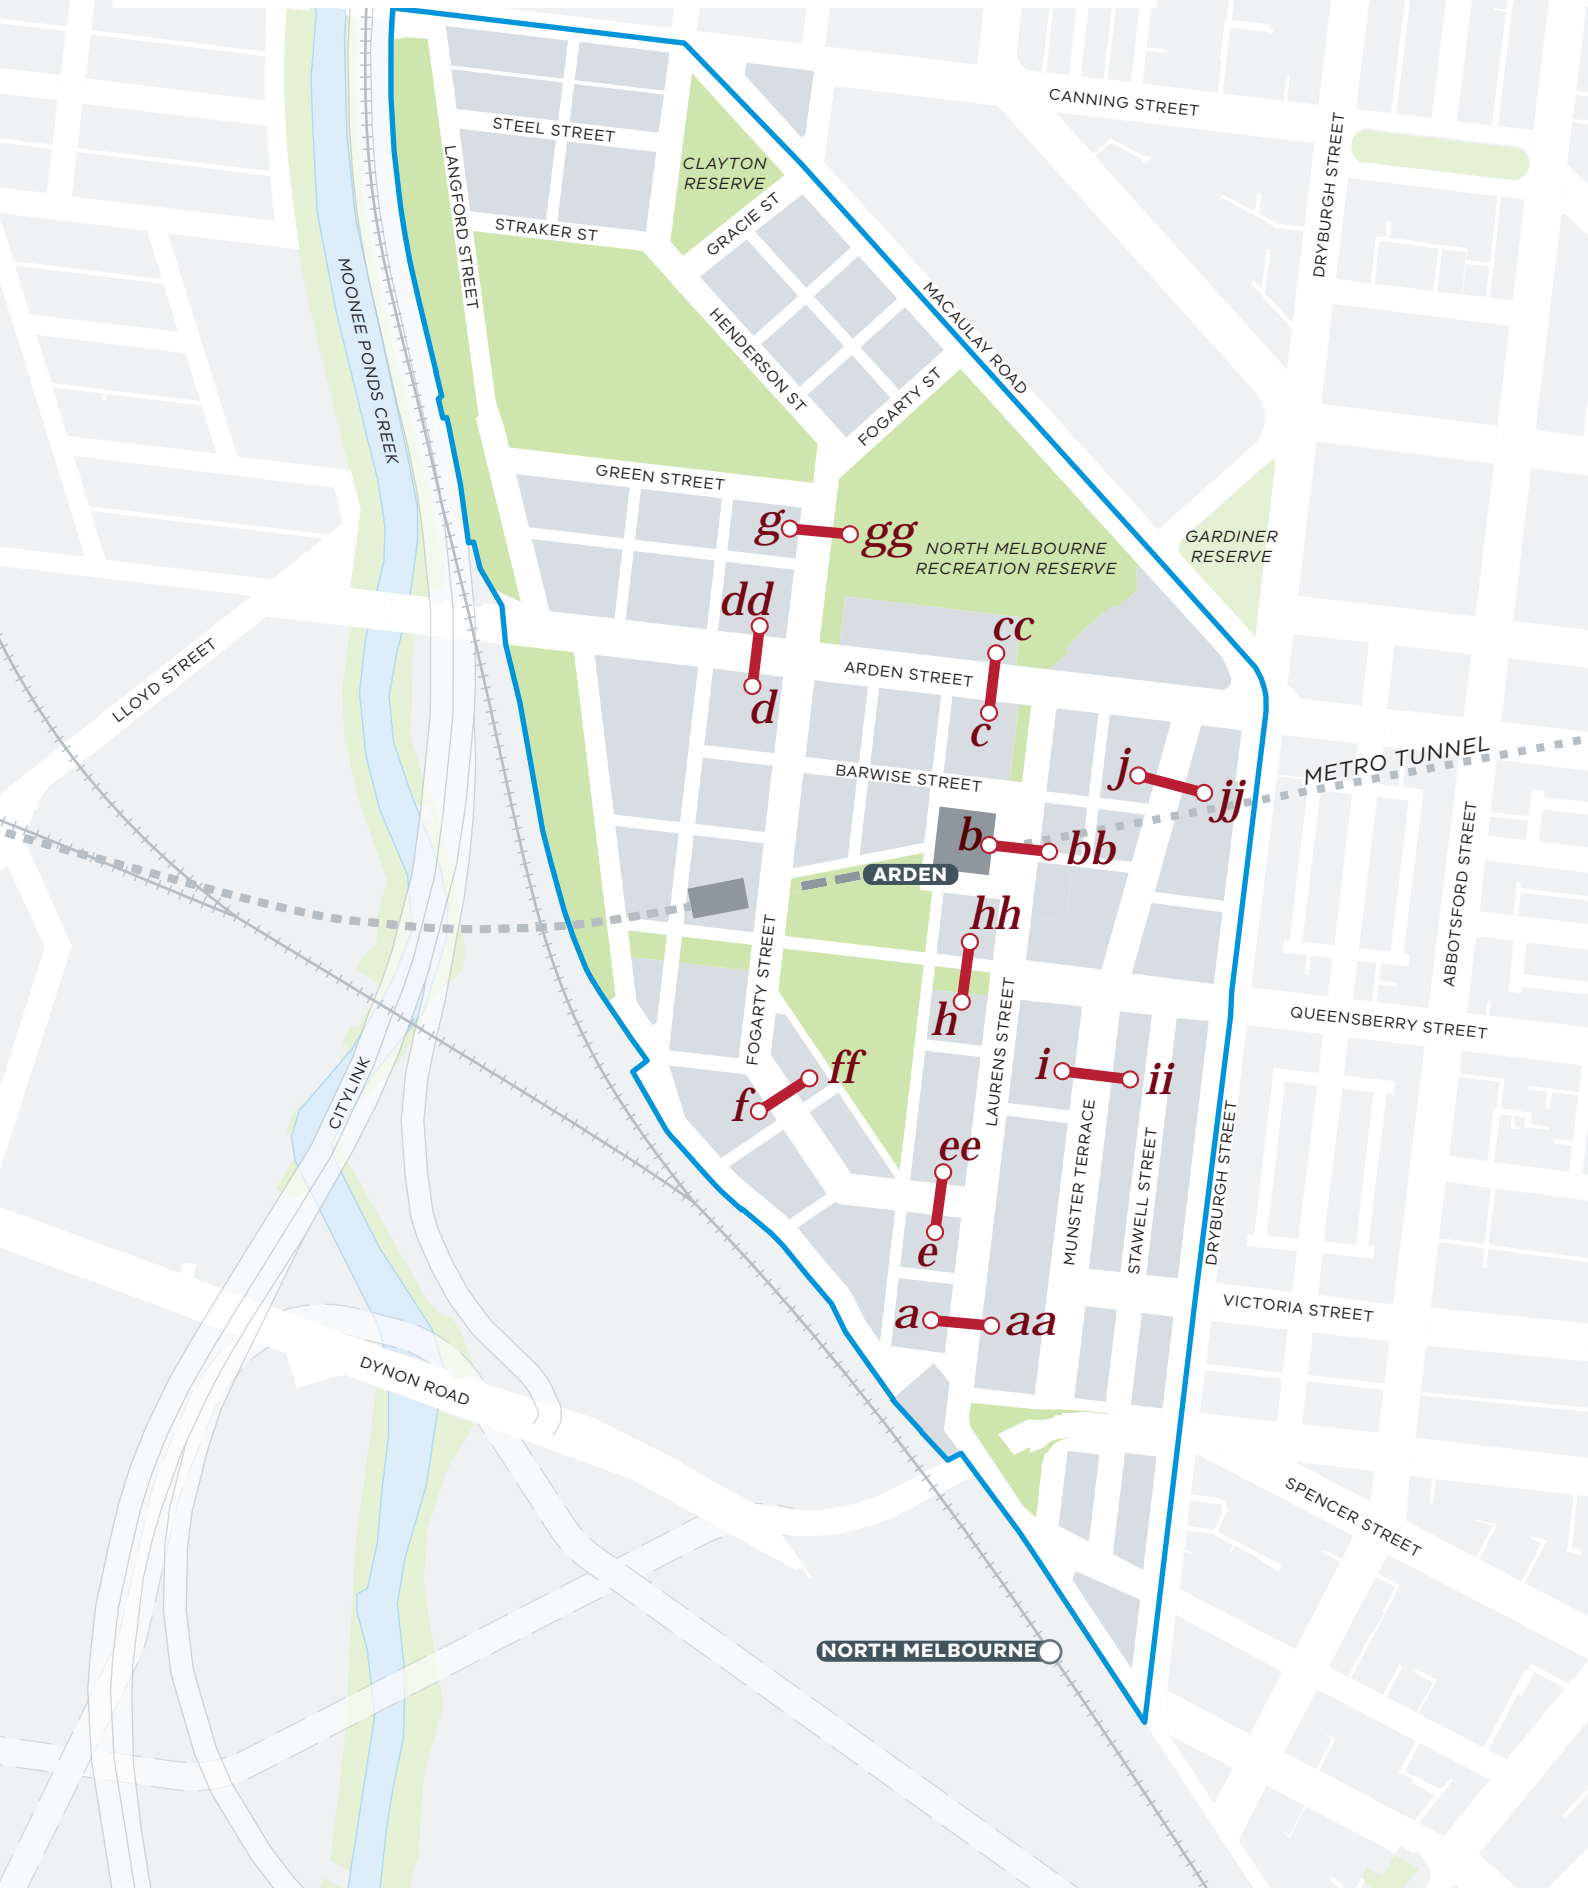 CANNING STREET
STEEL STREET
DRYBURGH STREET
CLAYTON
RESERVE
LANGFORD STREET
GRACIE ST
STRAKER ST
MOONEE PONDS CREEK
MACAULAY ROAD
HENDERSON ST
FOGARTY ST
GREEN STREET
g
gg
NORTH MELBOURNE
RECREATION RESERVE
GARDINER
RESERVE
dd
cc
LLOYD STREET
ARDEN STREET
d
c
METRO TUNNEL
BARWISE STREET
j
jj
b
bb
ARDEN
ABBOTSFORD STREET
hh
FOGARTY STREET
h
LAURENS STREET
QUEENSBERRY STREET
CITYLINK
ff
f
i
ii
ee
MUNSTER TERRACE
STAWELL STREET
DRYBURGH STREET
e
VICTORIA STREET
a
aa
DYNON ROAD
SPENCER STREET
NORTH MELBOURNE